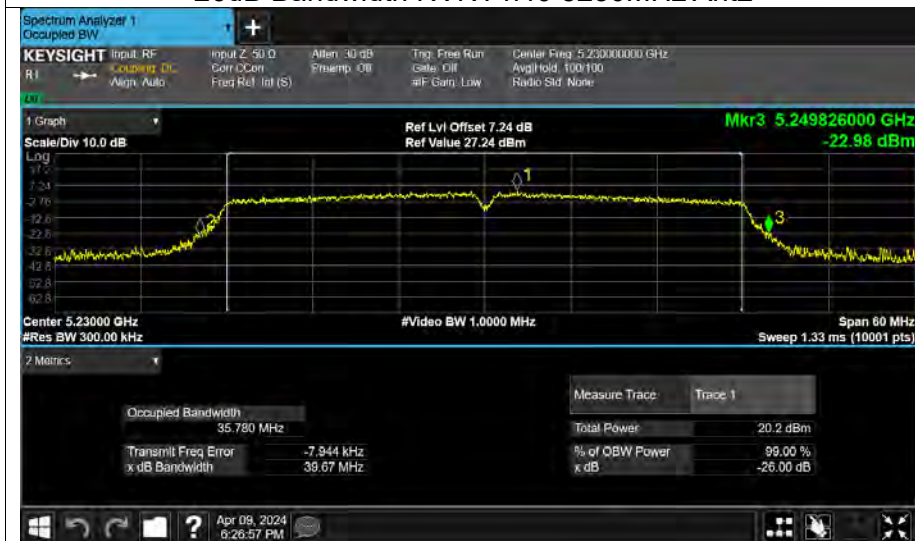 Spectrum Analyzer 1
Occupied BW
+
KEYSIGHT Input: RF Input Z: 50 Ω Atten: 30 dB Trig: Free Run Center Freq: 5.230000000 GHz
Coupling: DC Corr CCorr Preamp: Off Gate: Off Avg|Hold: 100/100
Align: Auto Freq Ref: Int (S) #IF Gain: Low Radio Std: None
1 Graph
Scale/Div 10.0 dB
Ref Lvl Offset 7.24 dB
Ref Value 27.24 dBm
Mkr3 5.249826000 GHz
-22.98 dBm
Log
17.2
7.24
-2.76
-12.8
-22.8
-32.8
-42.8
-52.8
-62.8
1
2
3
Center 5.23000 GHz #Video BW 1.0000 MHz Span 60 MHz
#Res BW 300.00 kHz Sweep 1.33 ms (10001 pts)
2 Metrics
Measure Trace Trace 1
Occupied Bandwidth
35.780 MHz
Total Power 20.2 dBm
Transmit Freq Error -7.944 kHz
% of OBW Power 99.00 %
x dB Bandwidth 39.67 MHz
x dB -26.00 dB
?
Apr 09, 2024
6:26:57 PM